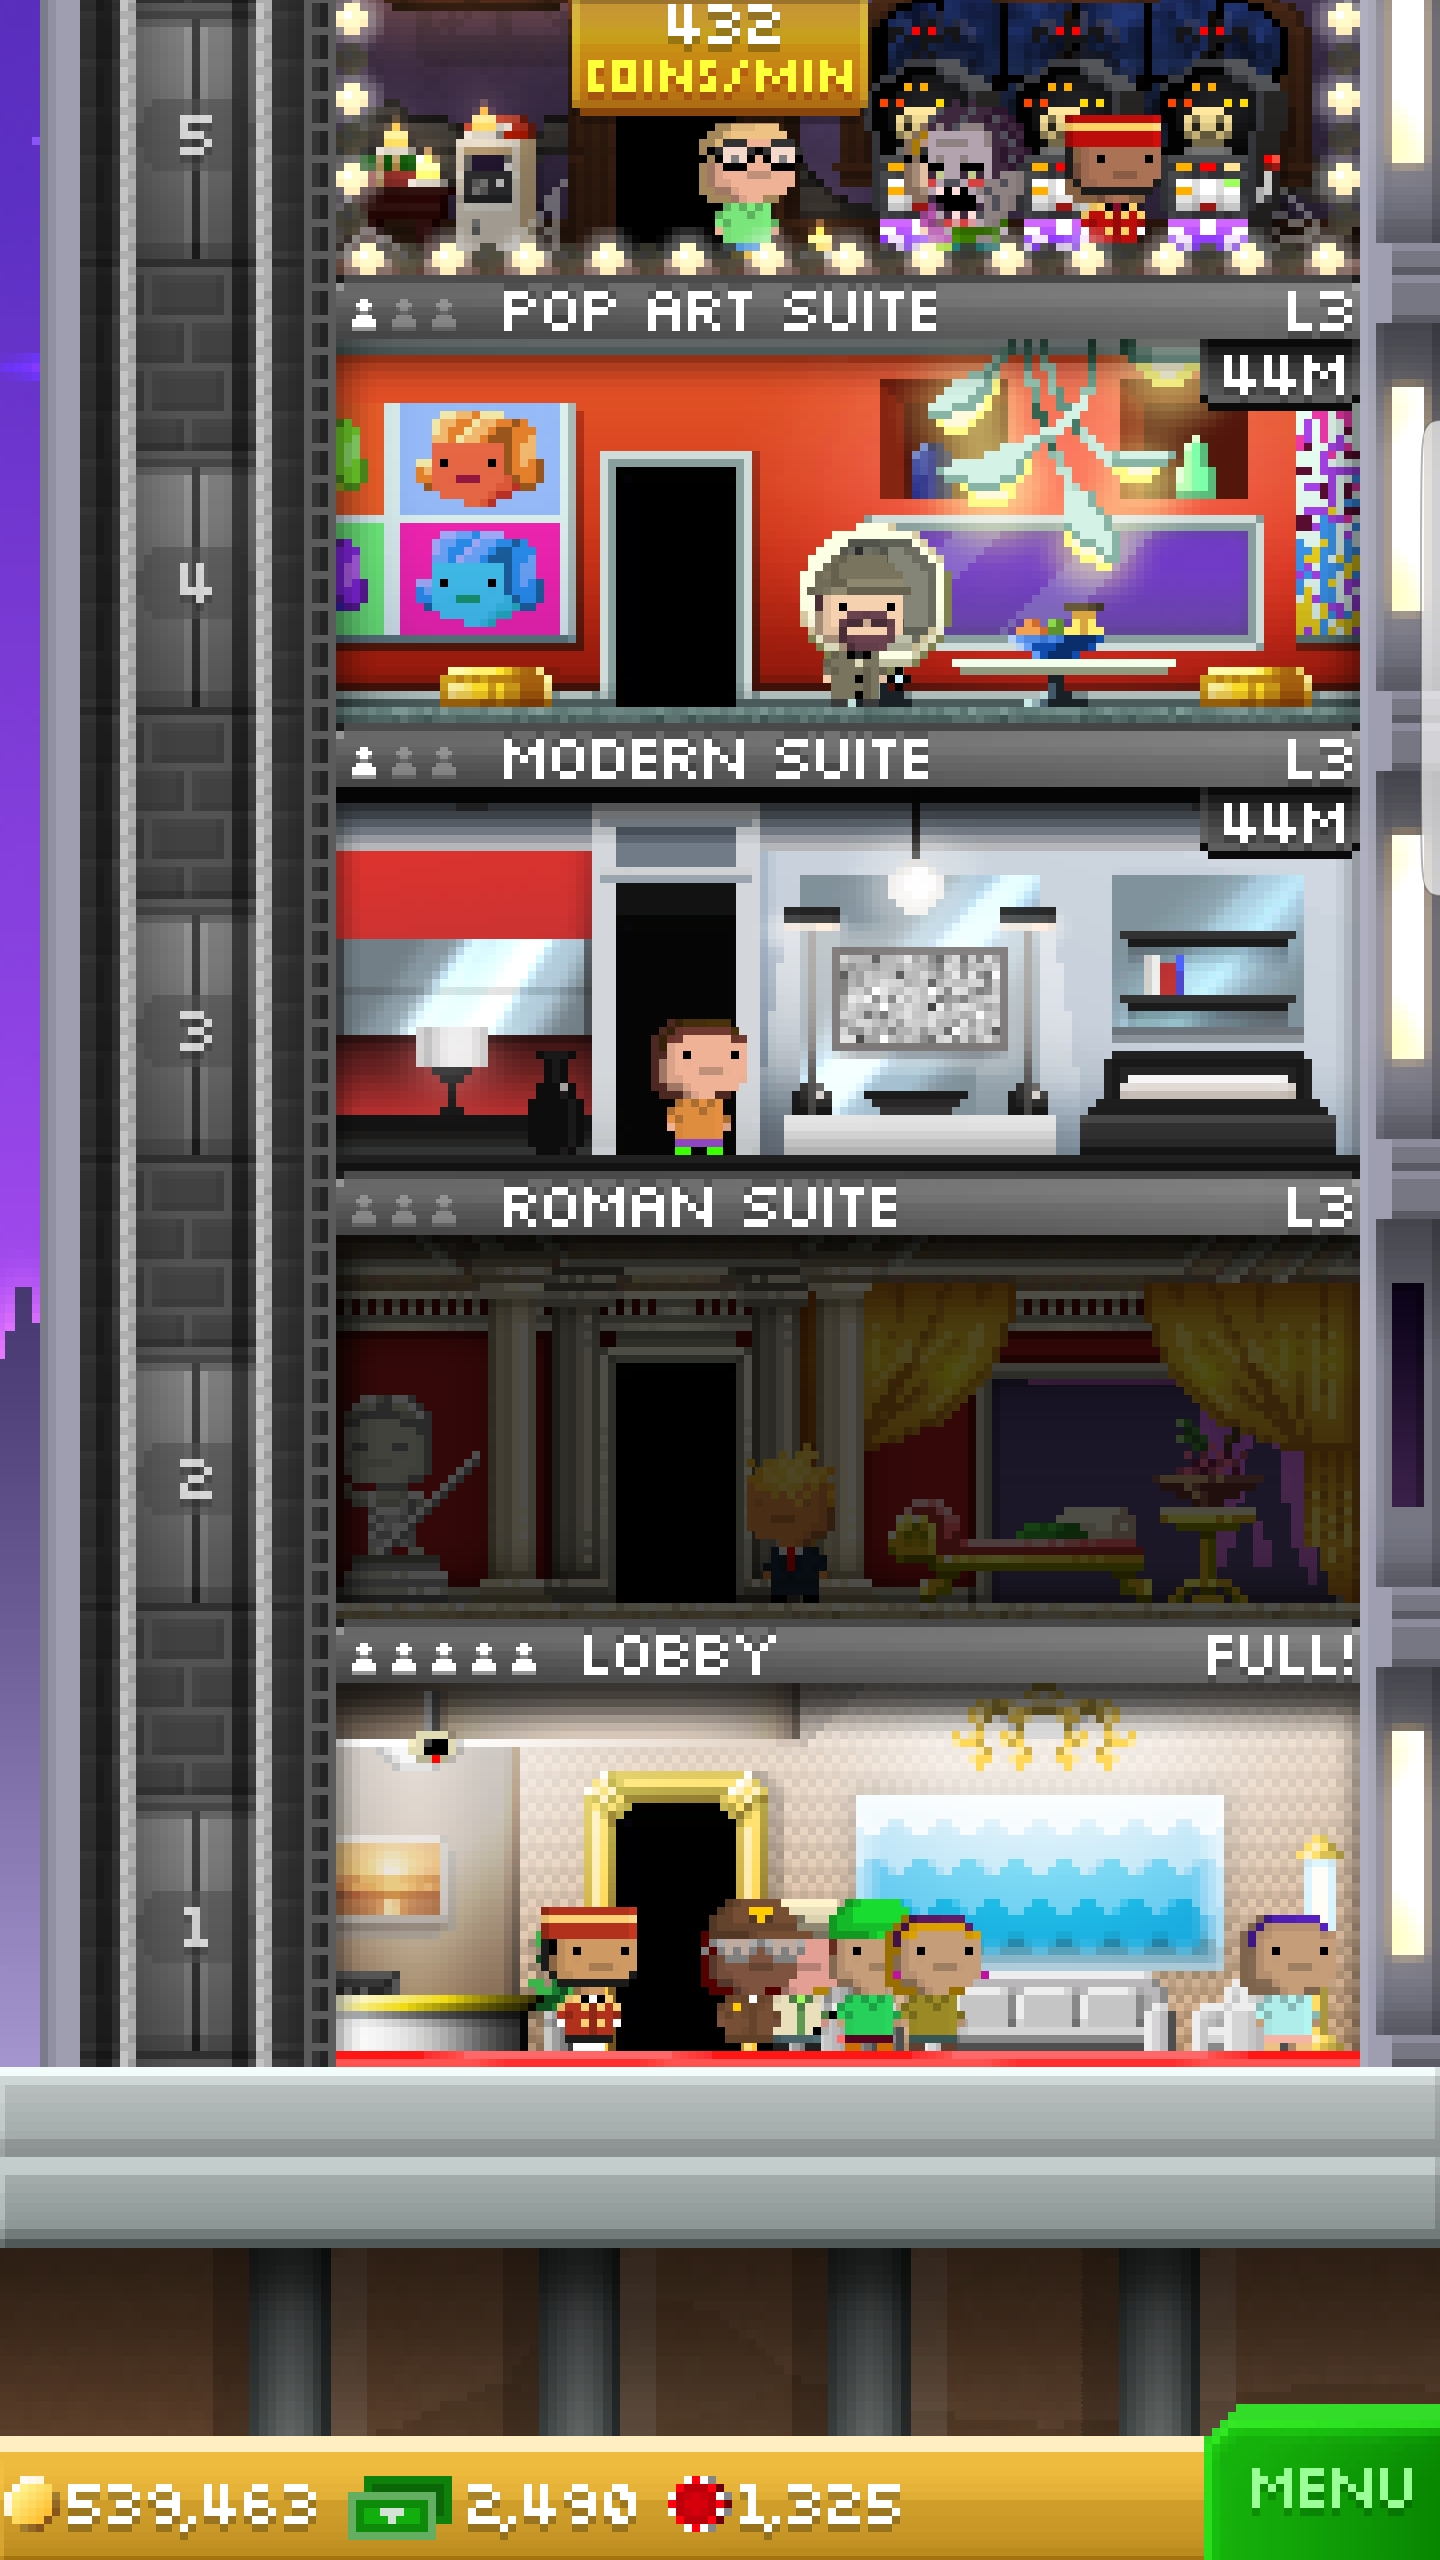 432
COINS/MIN
5
POP ART SUITE L3
44M
4
MODERN SUITE L3
44M
3
ROMAN SUITE L3
2
LOBBY FULL!
1
539,463 2,490 1,325
MENU